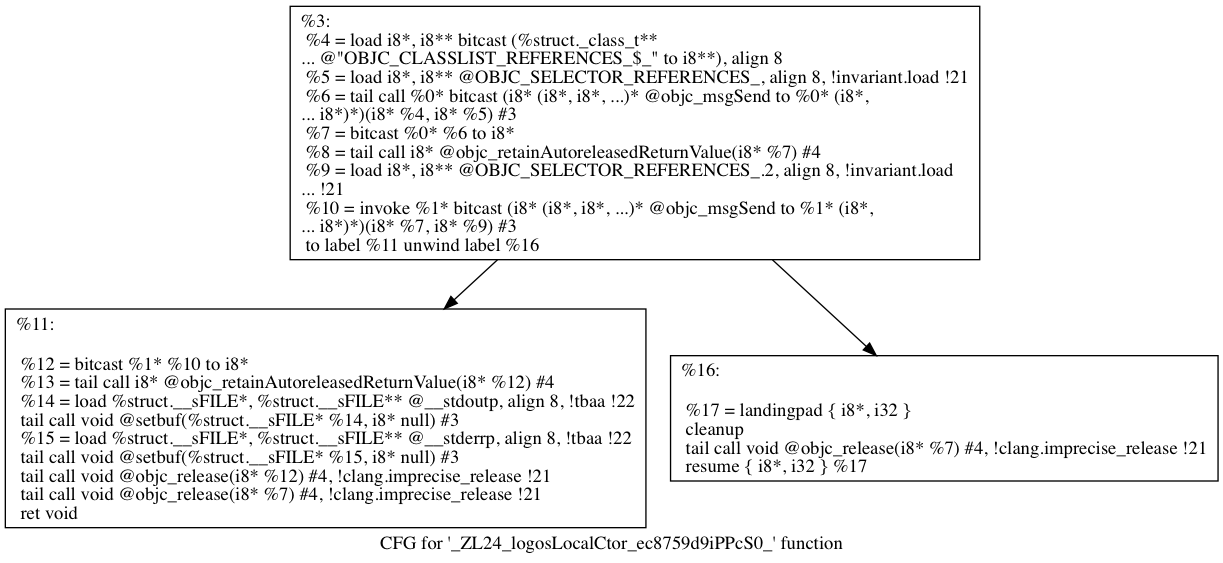 %3:
%4 = load i8*, i8** bitcast (%struct._class_t**
... @"OBJC_CLASSLIST_REFERENCES_$_" to i8**), align 8
%5 = load i8*, i8** @OBJC_SELECTOR_REFERENCES_, align 8, !invariant.load !21
%6 = tail call %0* bitcast (i8* (i8*, i8*, ...)* @objc_msgSend to %0* (i8*,
... i8*)*)(i8* %4, i8* %5) #3
%7 = bitcast %0* %6 to i8*
%8 = tail call i8* @objc_retainAutoreleasedReturnValue(i8* %7) #4
%9 = load i8*, i8** @OBJC_SELECTOR_REFERENCES_.2, align 8, !invariant.load
... !21
%10 = invoke %1* bitcast (i8* (i8*, i8*, ...)* @objc_msgSend to %1* (i8*,
... i8*)*)(i8* %7, i8* %9) #3
to label %11 unwind label %16
%11:
%12 = bitcast %1* %10 to i8*
%13 = tail call i8* @objc_retainAutoreleasedReturnValue(i8* %12) #4
%14 = load %struct.__sFILE*, %struct.__sFILE** @__stdoutp, align 8, !tbaa !22
tail call void @setbuf(%struct.__sFILE* %14, i8* null) #3
%15 = load %struct.__sFILE*, %struct.__sFILE** @__stderrp, align 8, !tbaa !22
tail call void @setbuf(%struct.__sFILE* %15, i8* null) #3
tail call void @objc_release(i8* %12) #4, !clang.imprecise_release !21
tail call void @objc_release(i8* %7) #4, !clang.imprecise_release !21
ret void
%16:
%17 = landingpad { i8*, i32 }
cleanup
tail call void @objc_release(i8* %7) #4, !clang.imprecise_release !21
resume { i8*, i32 } %17
CFG for '_ZL24_logosLocalCtor_ec8759d9iPPcS0_' function